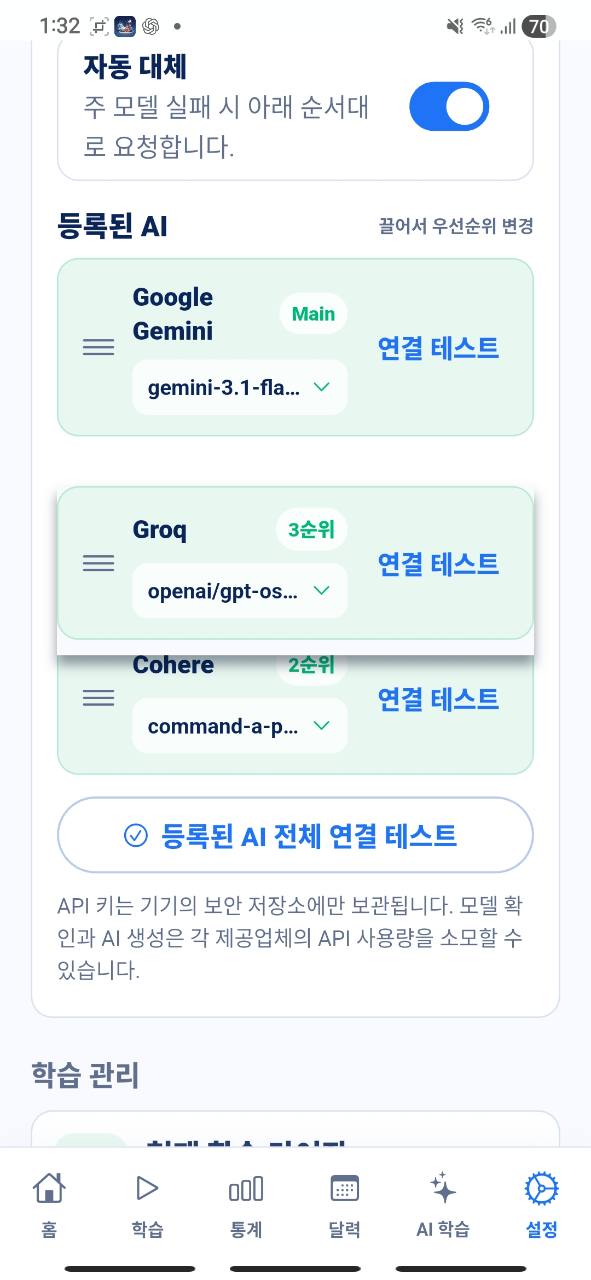 1:32
70
자동 대체
주 모델 실패 시 아래 순서대
로 요청합니다.
등록된 AI
끌어서 우선순위 변경
Google
Gemini
Main
연결 테스트
gemini-3.1-fla...
Groq
3순위
연결 테스트
openai/gpt-os...
Cohere
2순위
연결 테스트
command-a-p...
등록된 AI 전체 연결 테스트
API 키는 기기의 보안 저장소에만 보관됩니다. 모델 확
인과 AI 생성은 각 제공업체의 API 사용량을 소모할 수
있습니다.
학습 관리
홈
학습
통계
달력
AI 학습
설정